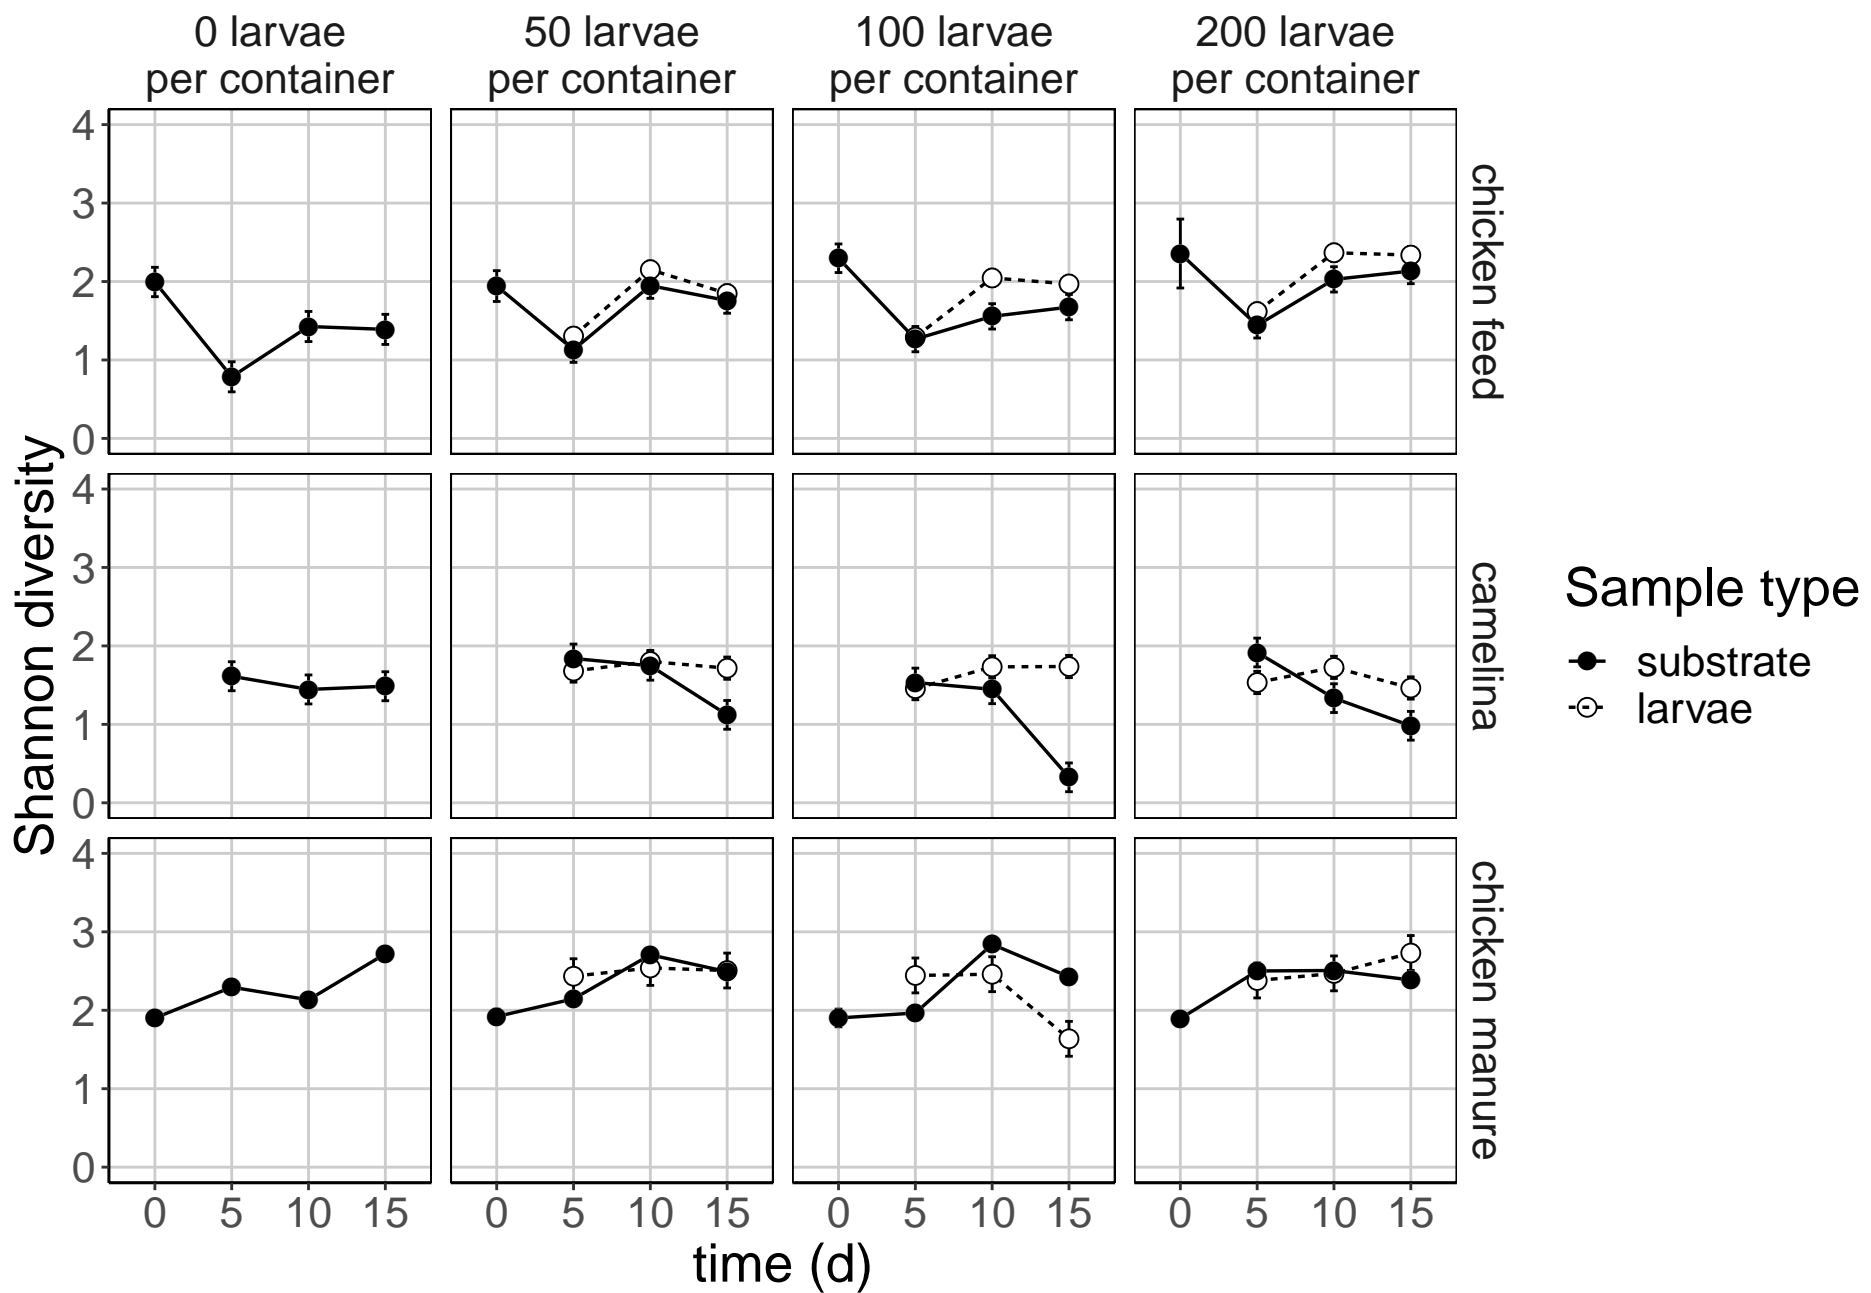 0 larvae
per container
50 larvae
per container
100 larvae
per container
200 larvae
per container
Shannon diversity
4
3
2
1
0
chicken feed
4
3
2
1
0
camelina
4
3
2
1
0
chicken manure
0 5 10 15
0 5 10 15
0 5 10 15
0 5 10 15
time (d)
Sample type
substrate
larvae